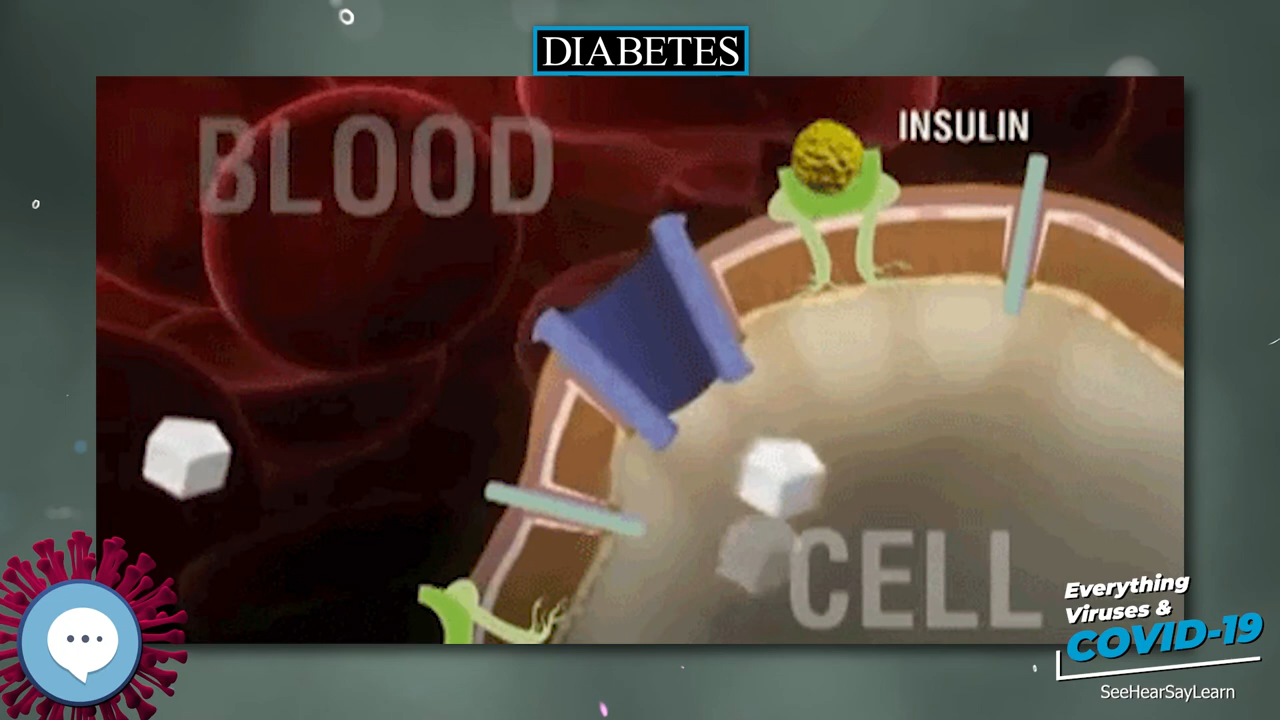 DIABETES
BLOOD
INSULIN
CELL
Everything
Viruses &
COVID-19
SeeHearSayLearn